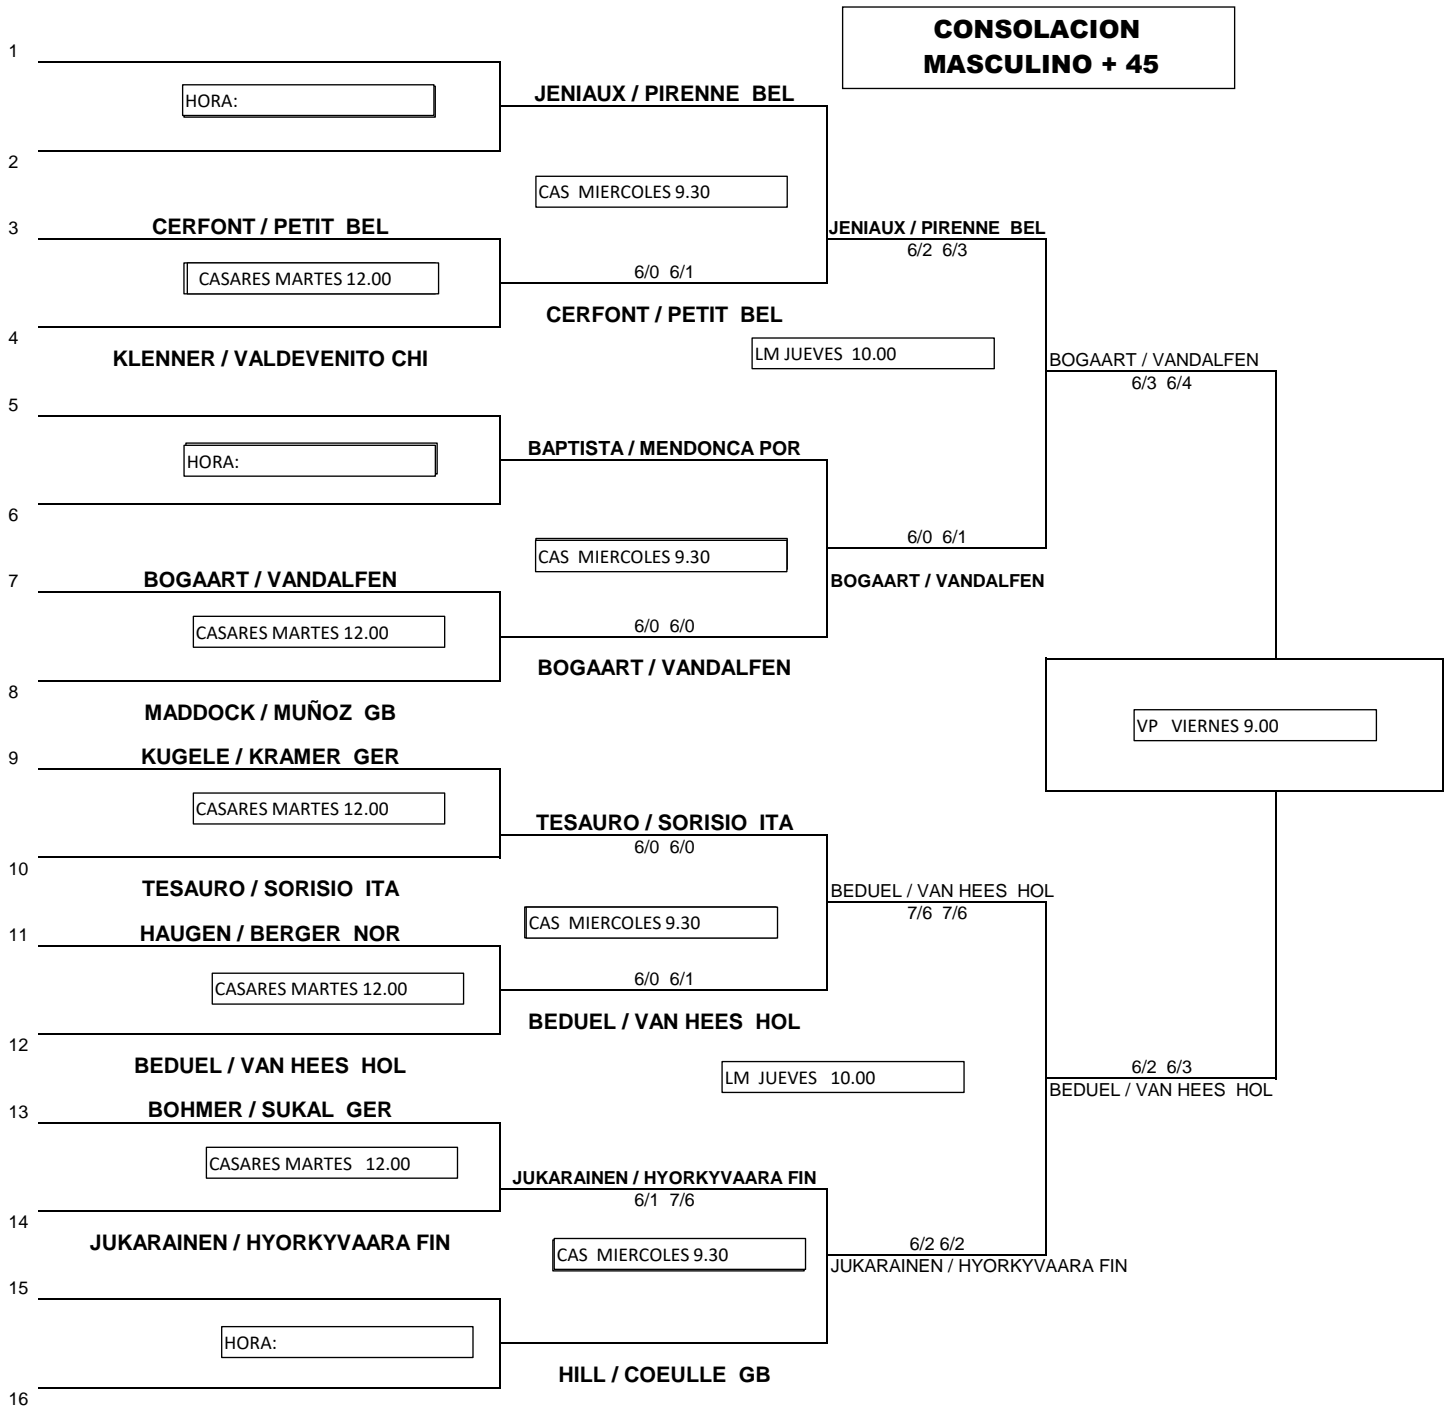 CONSOLACION
MASCULINO + 45
1
HORA:
JENIAUX / PIRENNE BEL
2
CAS MIERCOLES 9.30
3
CERFONT / PETIT BEL
JENIAUX / PIRENNE BEL
6/2 6/3
CASARES MARTES 12.00
6/0 6/1
CERFONT / PETIT BEL
4
KLENNER / VALDEVENITO CHI
LM JUEVES 10.00
BOGAART / VANDALFEN
6/3 6/4
5
HORA:
BAPTISTA / MENDONCA POR
6
CAS MIERCOLES 9.30
6/0 6/1
7
BOGAART / VANDALFEN
BOGAART / VANDALFEN
CASARES MARTES 12.00
6/0 6/0
BOGAART / VANDALFEN
8
MADDOCK / MUÑOZ GB
VP VIERNES 9.00
9
KUGELE / KRAMER GER
CASARES MARTES 12.00
TESAURO / SORISIO ITA
6/0 6/0
10
TESAURO / SORISIO ITA
BEDUEL / VAN HEES HOL
7/6 7/6
11
HAUGEN / BERGER NOR
CAS MIERCOLES 9.30
CASARES MARTES 12.00
6/0 6/1
BEDUEL / VAN HEES HOL
12
BEDUEL / VAN HEES HOL
LM JUEVES 10.00
6/2 6/3
BEDUEL / VAN HEES HOL
13
BOHMER / SUKAL GER
CASARES MARTES 12.00
JUKARAINEN / HYORKYVAARA FIN
6/1 7/6
14
JUKARAINEN / HYORKYVAARA FIN
CAS MIERCOLES 9.30
6/2 6/2
JUKARAINEN / HYORKYVAARA FIN
15
HORA:
HILL / COEULLE GB
16